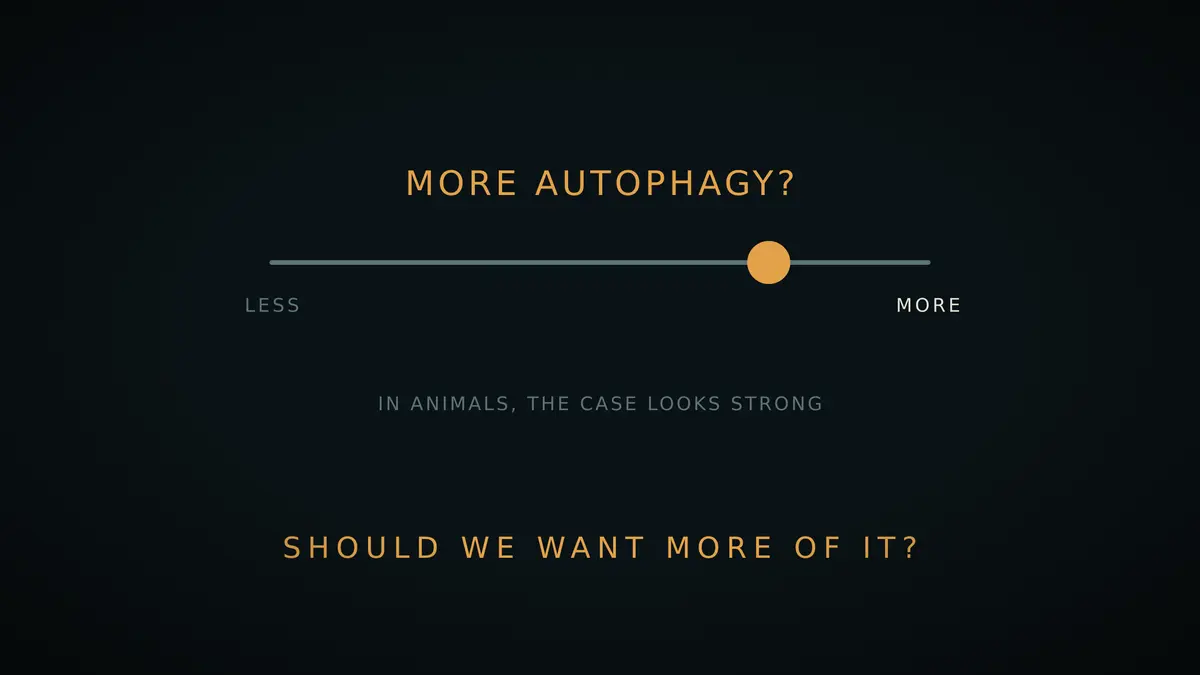 MORE AUTOPHAGY?
LESS MORE
IN ANIMALS, THE CASE LOOKS STRONG
SHOULD WE WANT MORE OF IT?